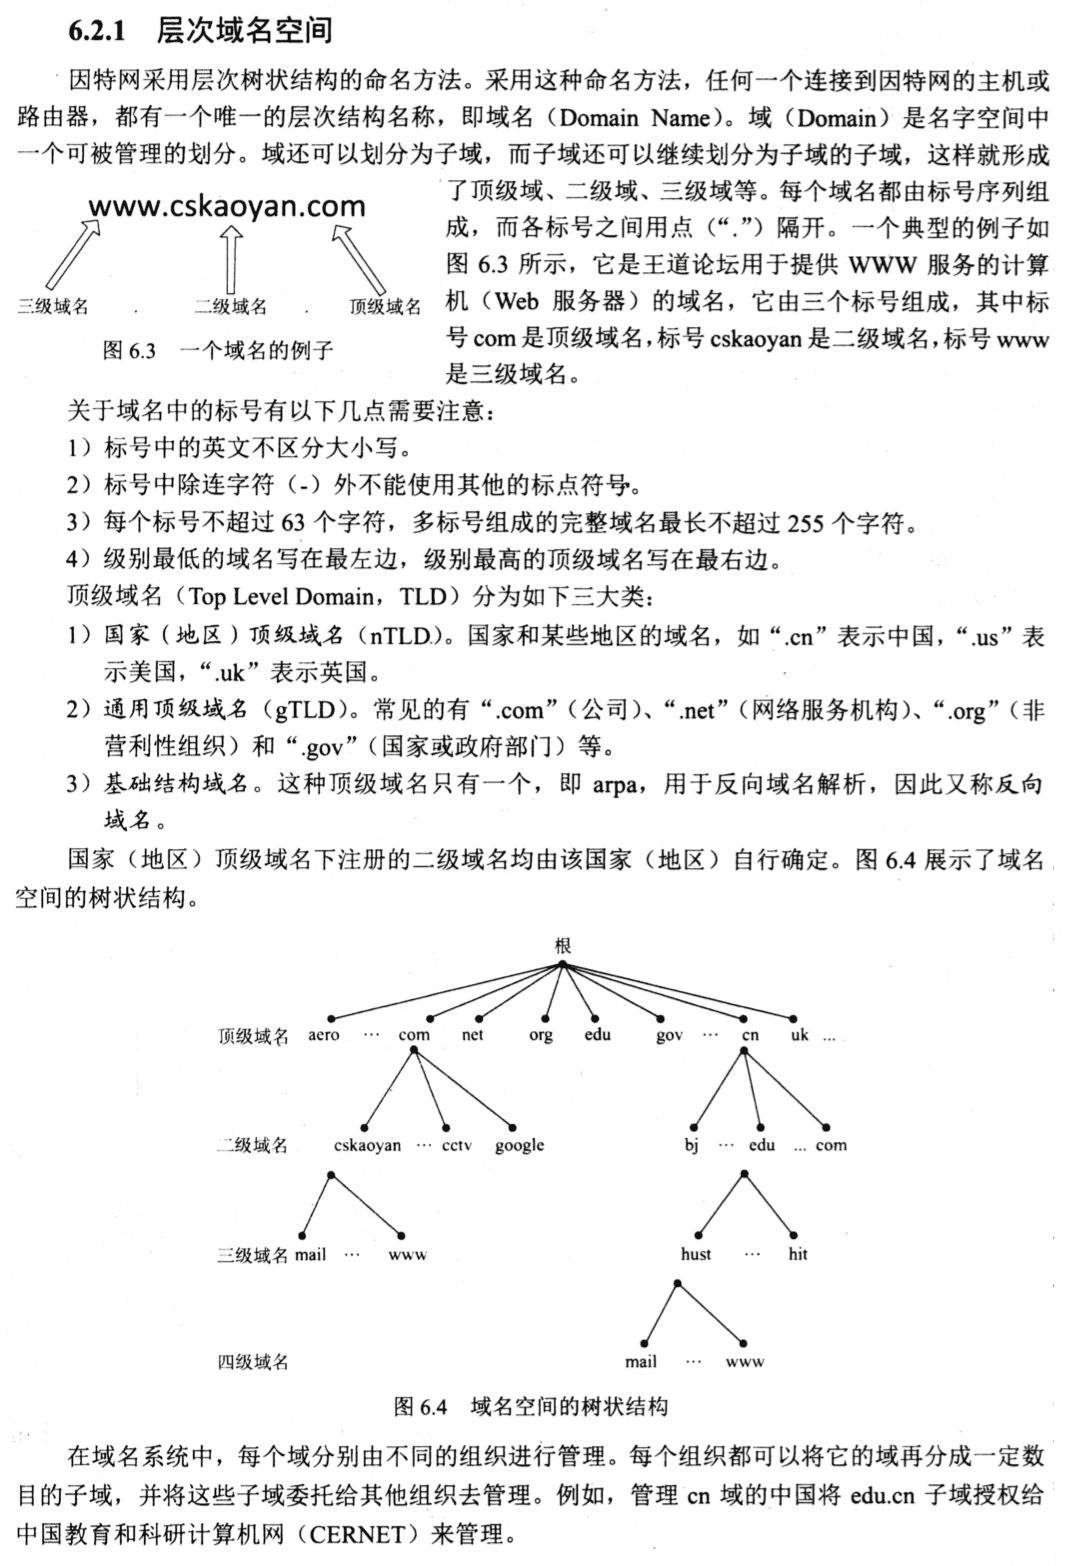 6.2.1 层次域名空间
因特网采用层次树状结构的命名方法。采用这种命名方法，任何一个连接到因特网的主机或
路由器，都有一个唯一的层次结构名称，即域名（Domain Name）。域（Domain）是名字空间中
一个可被管理的划分。域还可以划分为子域，而子域还可以继续划分为子域的子域，这样就形成
了顶级域、二级域、三级域等。每个域名都由标号序列组
成，而各标号之间用点（“.”）隔开。一个典型的例子如
图 6.3 所示，它是王道论坛用于提供 WWW 服务的计算
机（Web 服务器）的域名，它由三个标号组成，其中标
号 com 是顶级域名，标号 cskaoyan 是二级域名，标号 www
是三级域名。
www.cskaoyan.com
三级域名 二级域名 顶级域名
图 6.3 一个域名的例子
关于域名中的标号有以下几点需要注意：
1）标号中的英文不区分大小写。
2）标号中除连字符（-）外不能使用其他的标点符号。
3）每个标号不超过 63 个字符，多标号组成的完整域名最长不超过 255 个字符。
4）级别最低的域名写在最左边，级别最高的顶级域名写在最右边。
顶级域名（Top Level Domain，TLD）分为如下三大类：
1）国家（地区）顶级域名（nTLD）。国家和某些地区的域名，如“.cn”表示中国，“.us”表
示美国，“.uk”表示英国。
2）通用顶级域名（gTLD）。常见的有“.com”（公司）、“.net”（网络服务机构）、“.org”（非
营利性组织）和“.gov”（国家或政府部门）等。
3）基础结构域名。这种顶级域名只有一个，即 arpa，用于反向域名解析，因此又称反向
域名。
国家（地区）顶级域名下注册的二级域名均由该国家（地区）自行确定。图 6.4 展示了域名
空间的树状结构。
根
顶级域名 aero … com net org edu gov … cn uk ...
二级域名 cskaoyan … cctv google bj … edu ... com
三级域名 mail … www hust … hit
四级域名 mail … www
图 6.4 域名空间的树状结构
在域名系统中，每个域分别由不同的组织进行管理。每个组织都可以将它的域再分成一定数
目的子域，并将这些子域委托给其他组织去管理。例如，管理 cn 域的中国将 edu.cn 子域授权给
中国教育和科研计算机网（CERNET）来管理。